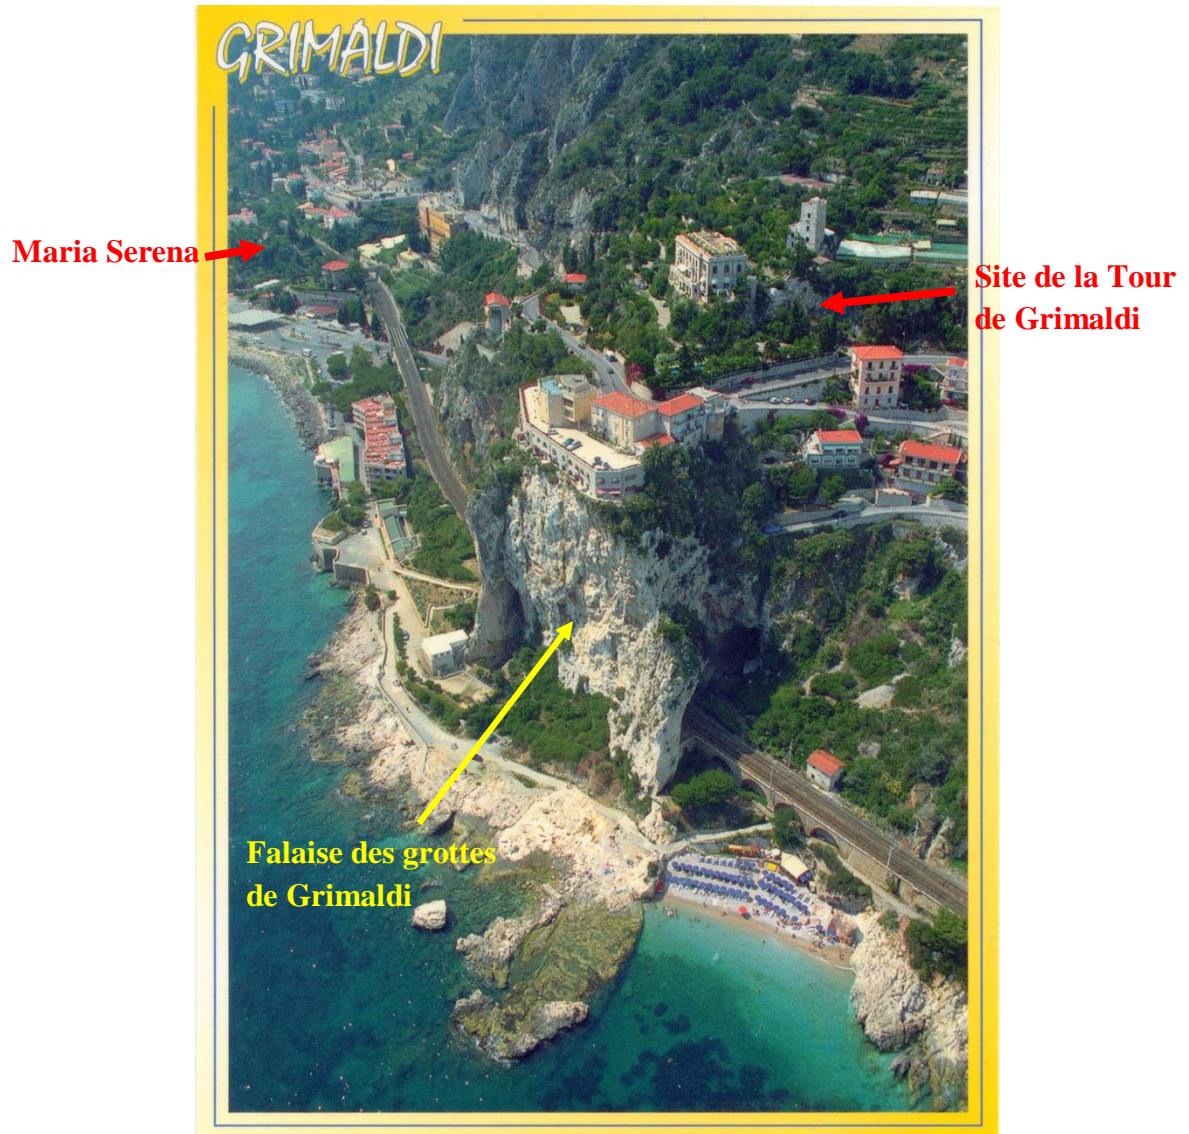 GRIMALDI
Maria Serena
Site de la Tour
de Grimaldi
Falaise des grottes
de Grimaldi